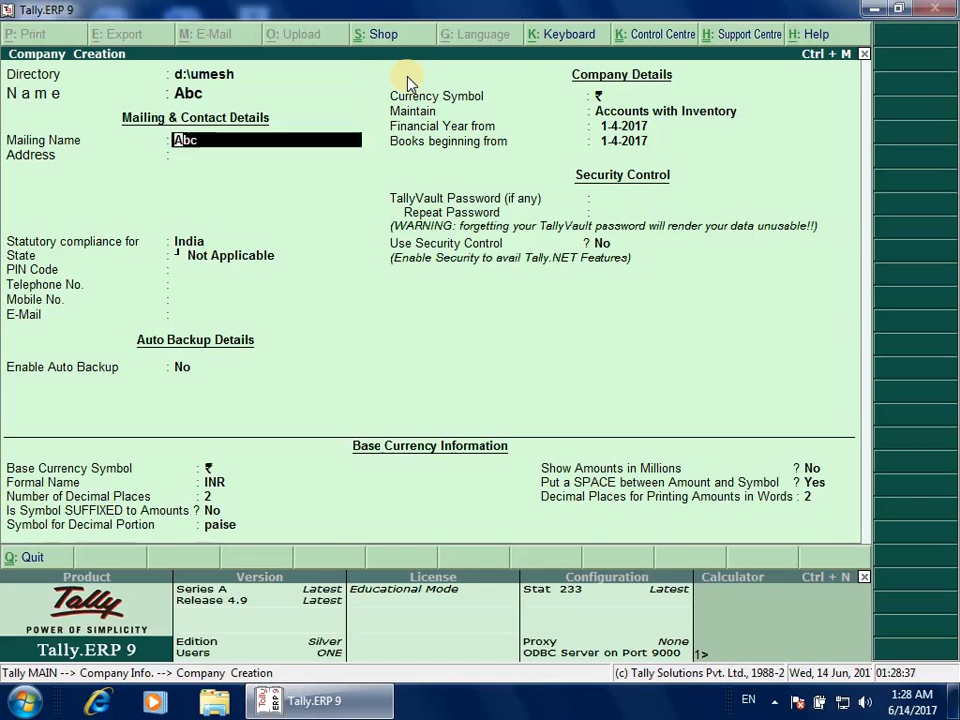 Tally.ERP 9
P: Print E: Export M: E-Mail O: Upload S: Shop G: Language K: Keyboard K: Control Centre H: Support Centre H: Help
Company Creation Ctrl + M
Directory : d:\umesh
Name : Abc
Mailing & Contact Details
Mailing Name : Abc
Address :
Statutory compliance for : India
State : ┘ Not Applicable
PIN Code :
Telephone No. :
Mobile No. :
E-Mail :
Auto Backup Details
Enable Auto Backup : No
Company Details
Currency Symbol : ₹
Maintain : Accounts with Inventory
Financial Year from : 1-4-2017
Books beginning from : 1-4-2017
Security Control
TallyVault Password (if any) :
Repeat Password :
(WARNING: forgetting your TallyVault password will render your data unusable!!)
Use Security Control ? No
(Enable Security to avail Tally.NET Features)
Base Currency Information
Base Currency Symbol : ₹
Formal Name : INR
Number of Decimal Places : 2
Is Symbol SUFFIXED to Amounts ? No
Symbol for Decimal Portion : paise
Show Amounts in Millions ? No
Put a SPACE between Amount and Symbol ? Yes
Decimal Places for Printing Amounts in Words : 2
Q: Quit
Product Version License Configuration Calculator Ctrl + N
Tally
POWER OF SIMPLICITY
Tally.ERP 9
Series A Latest
Release 4.9 Latest
Edition Silver
Users ONE
Educational Mode
Stat 233 Latest
Proxy None
ODBC Server on Port 9000
1>
Tally MAIN --> Company Info. --> Company Creation (c) Tally Solutions Pvt. Ltd., 1988-2 Wed, 14 Jun, 201 01:28:37
Tally.ERP 9
EN
1:28 AM
6/14/2017